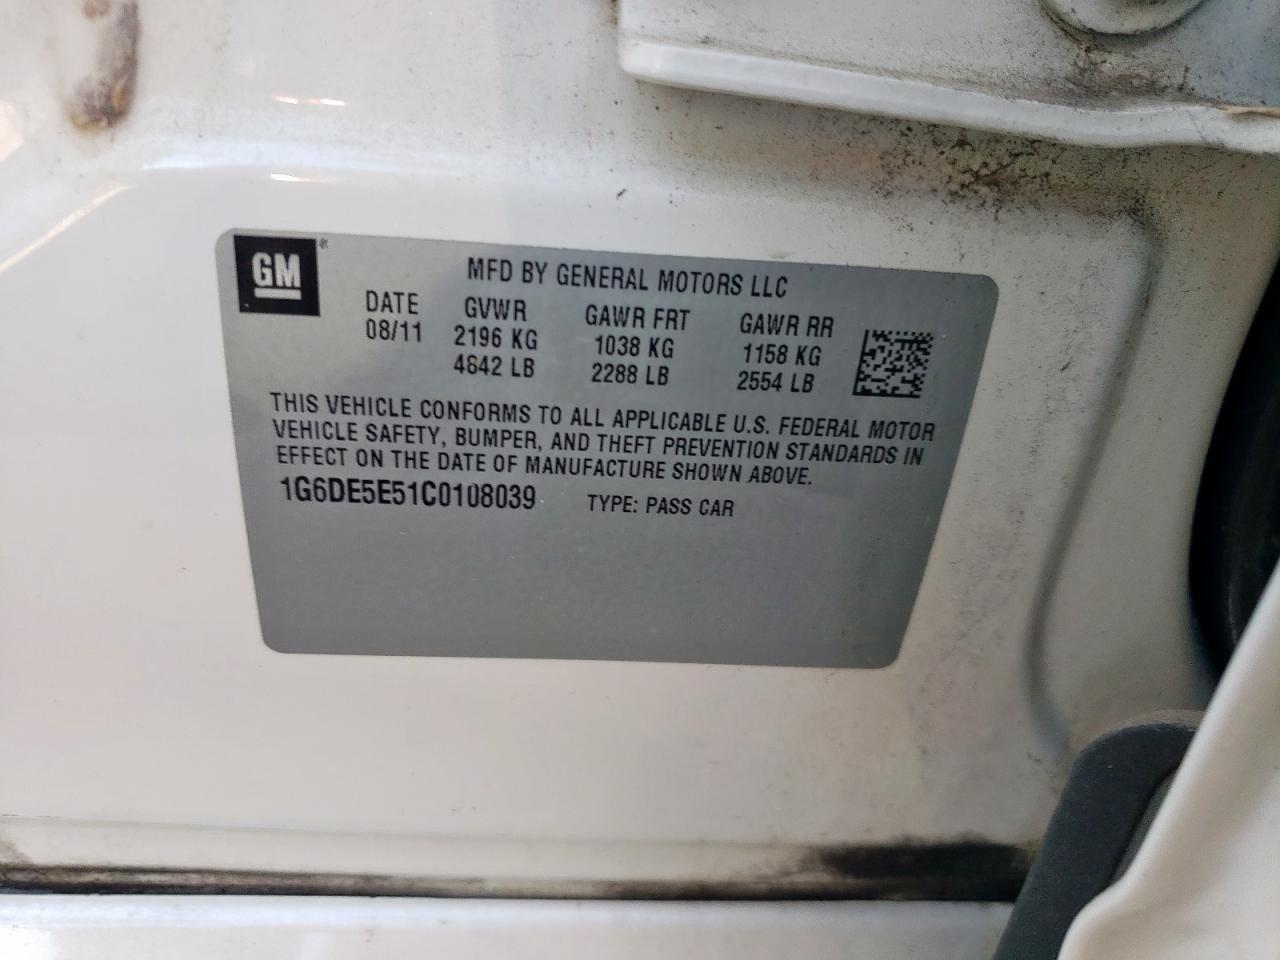 GM®
MFD BY GENERAL MOTORS LLC
DATE GVWR GAWR FRT GAWR RR
08/11 2196 KG 1038 KG 1158 KG
4842 LB 2288 LB 2554 LB
THIS VEHICLE CONFORMS TO ALL APPLICABLE U.S. FEDERAL MOTOR
VEHICLE SAFETY, BUMPER, AND THEFT PREVENTION STANDARDS IN
EFFECT ON THE DATE OF MANUFACTURE SHOWN ABOVE.
1G6DE5E51C0108039 TYPE: PASS CAR